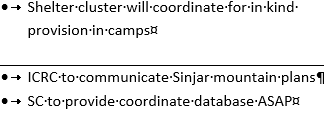 ●→ Shelter·cluster·will·coordinate·for·in·kind·
provision·in·camps¤
●→ ICRC·to·communicate·Sinjar·mountain·plans¶
●→ SC·to·provide·coordinate·database·ASAP¤